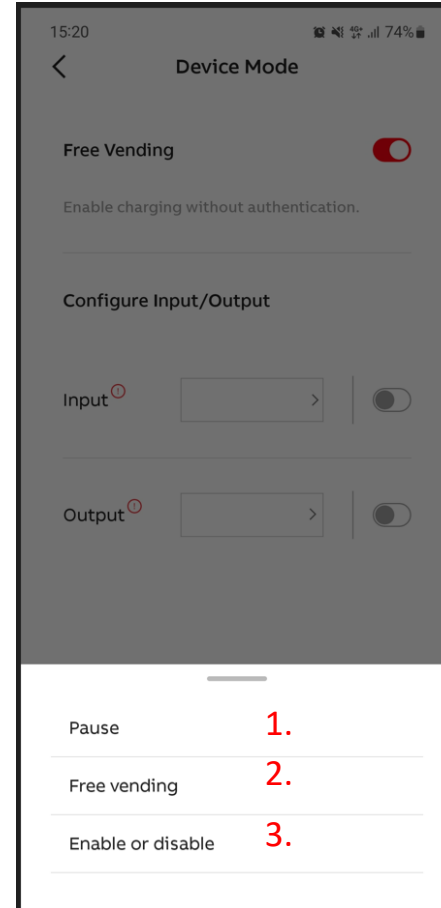 15:20 4G+ 74%
Device Mode
Free Vending
Enable charging without authentication.
Configure Input/Output
Input
Output
Pause 1.
Free vending 2.
Enable or disable 3.